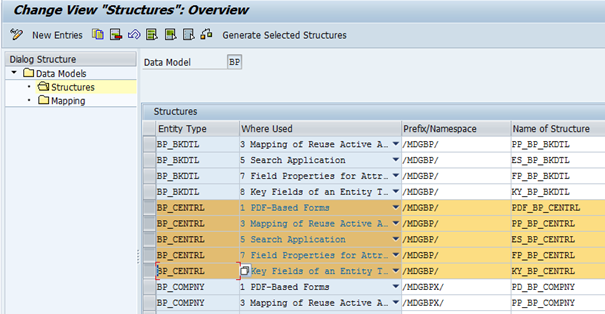 Change View "Structures": Overview
New Entries Generate Selected Structures
Dialog Structure
Data Models
Structures
Mapping
Data Model BP
Structures
Entity Type Where Used Prefix/Namespace Name of Structure
BP_BKDTL 3 Mapping of Reuse Active A… /MDGBP/ PP_BP_BKDTL
BP_BKDTL 5 Search Application /MDGBP/ ES_BP_BKDTL
BP_BKDTL 7 Field Properties for Attr… /MDGBP/ FP_BP_BKDTL
BP_BKDTL 8 Key Fields of an Entity T… /MDGBP/ KY_BP_BKDTL
BP_CENTRL 1 PDF-Based Forms /MDGBP/ PDF_BP_CENTRL
BP_CENTRL 3 Mapping of Reuse Active A… /MDGBP/ PP_BP_CENTRL
BP_CENTRL 5 Search Application /MDGBP/ ES_BP_CENTRL
BP_CENTRL 7 Field Properties for Attr… /MDGBP/ FP_BP_CENTRL
BP_CENTRL Key Fields of an Entity T… /MDGBP/ KY_BP_CENTRL
BP_COMPNY 1 PDF-Based Forms /MDGBPX/ PD_BP_COMPNY
BP_COMPNY 3 Mapping of Reuse Active A… /MDGBPX/ PP_BP_COMPNY